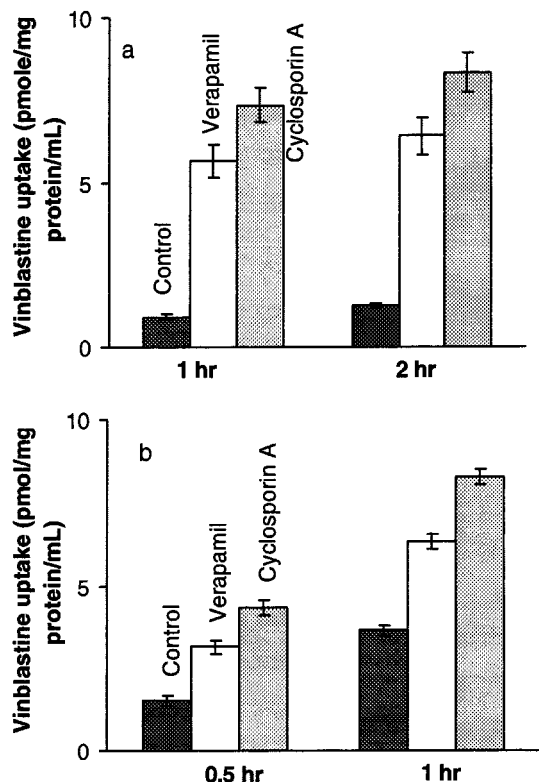 a
Vinblastine uptake (pmole/mg
protein/mL)
10
5
0
Control
Verapamil
Cyclosporin A
1 hr
2 hr
b
Vinblastine uptake (pmol/mg
protein/mL)
10
5
0
Control
Verapamil
Cyclosporin A
0.5 hr
1 hr